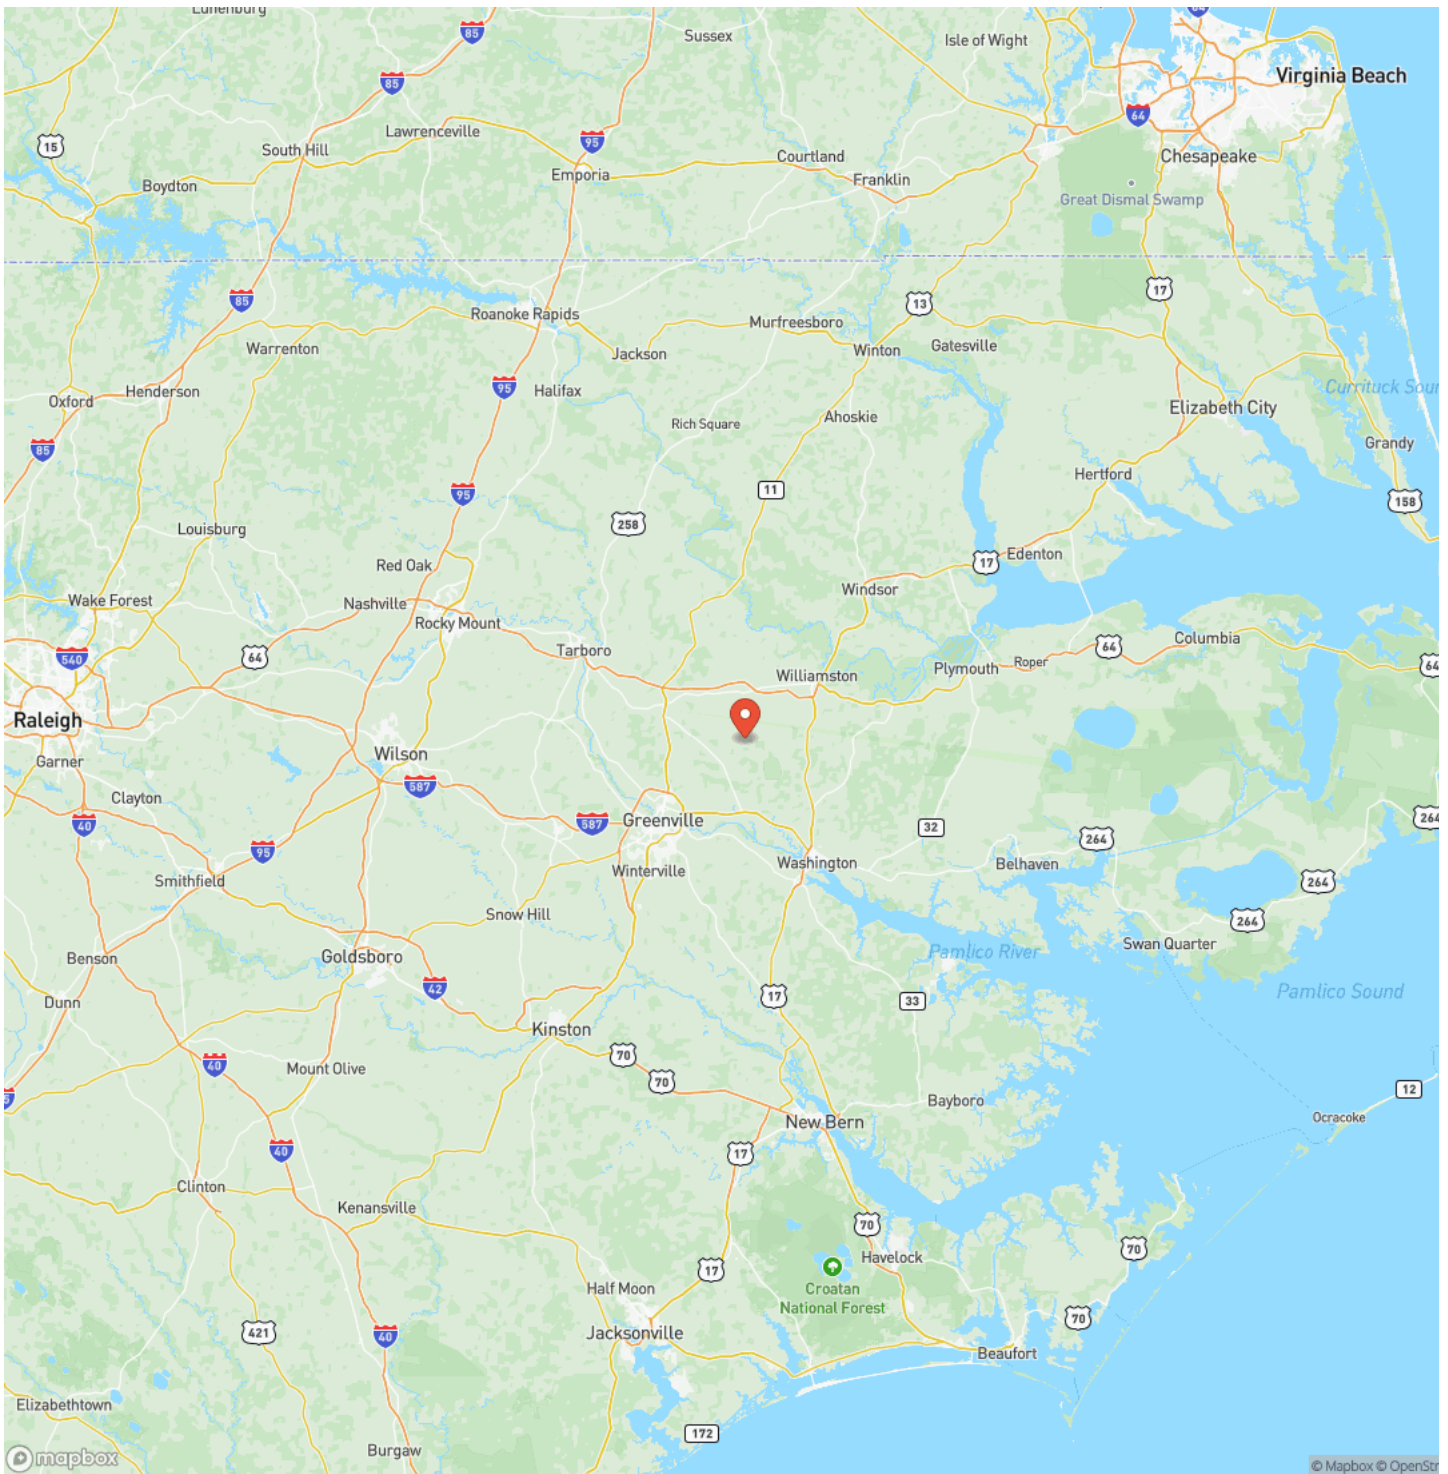 Lunenburg
Sussex
Isle of Wight
85
64
Virginia Beach
85
Lawrenceville
95
64
15
South Hill
Courtland
Chesapeake
Emporia
Franklin
Boydton
Great Dismal Swamp
85
13
17
Roanoke Rapids
Murfreesboro
Warrenton
Jackson
Winton
Gatesville
95
Halifax
Currituck Sour
Henderson
Oxford
Elizabeth City
Rich Square
Ahoskie
85
Grandy
Hertford
95
11
158
Louisburg
258
Red Oak
17
Edenton
Windsor
Wake Forest
Nashville
Rocky Mount
Tarboro
Columbia
540
64
64
64
Williamston
Plymouth
Roper
Raleigh
Wilson
Garner
587
Clayton
40
587
Greenville
32
264
264
95
Washington
Belhaven
Winterville
Smithfield
264
Snow Hill
264
Benson
Goldsboro
Pamlico River
Swan Quarter
42
Dunn
17
33
Pamlico Sound
Kinston
40
Mount Olive
70
70
12
5
Bayboro
Ocracoke
New Bern
40
17
Clinton
Kenansville
70
70
Havelock
17
Half Moon
Croatan
National Forest
421
40
Jacksonville
70
Beaufort
Elizabethtown
172
Burgaw
mapbox
© Mapbox © OpenStr